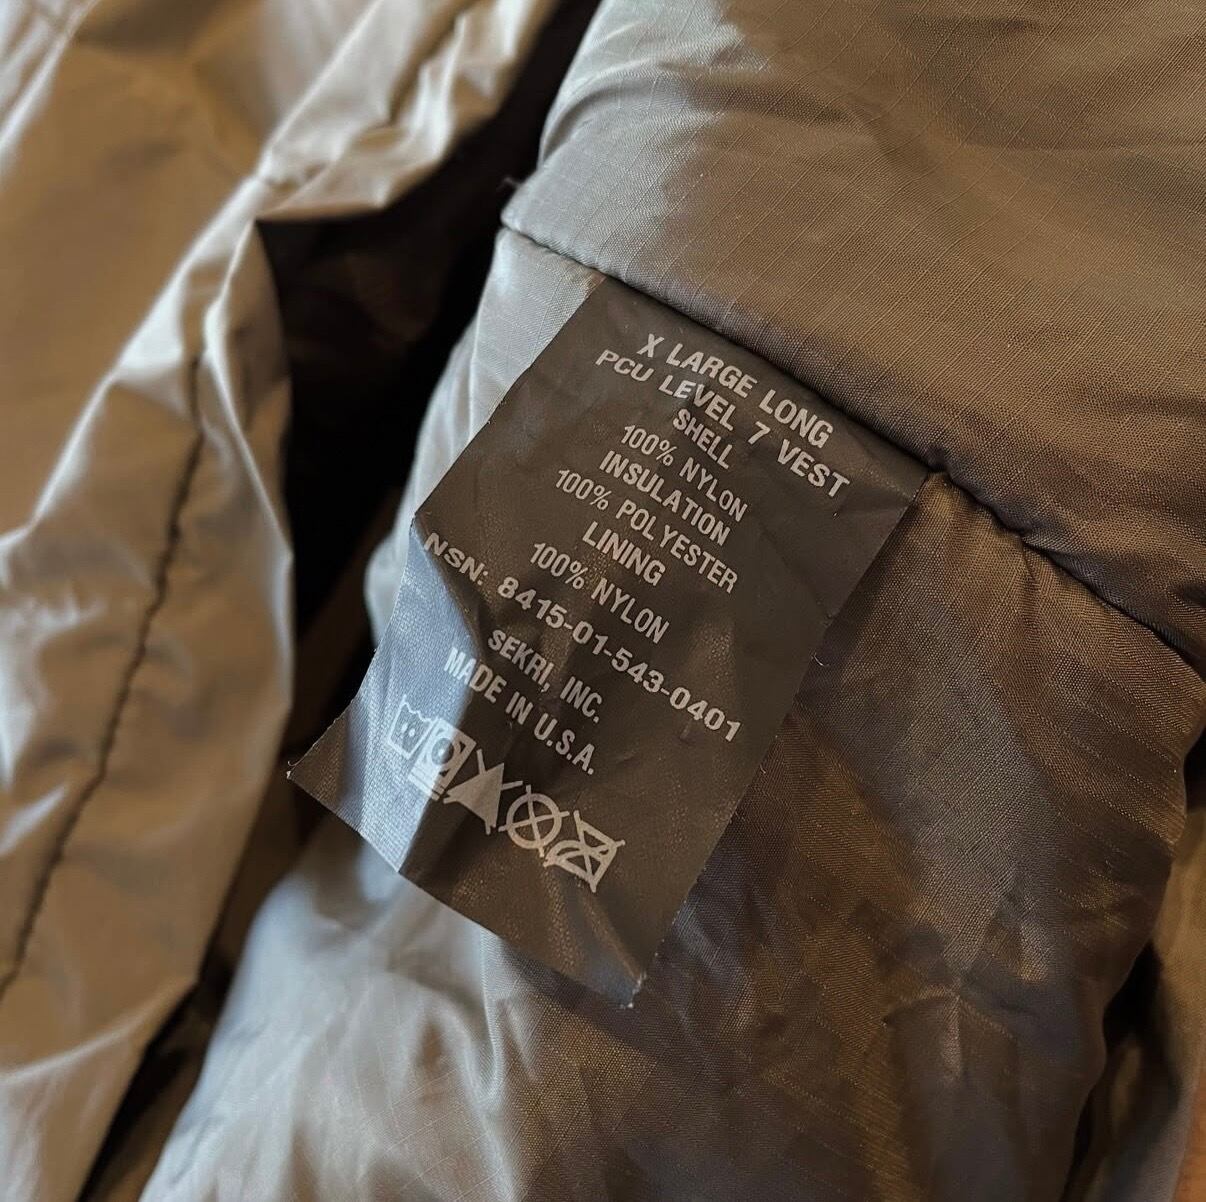 X LARGE LONG
PCU LEVEL 7 VEST
SHELL
100% NYLON
INSULATION
100% POLYESTER
LINING
100% NYLON
NSN: 8415-01-543-0401
SEKRI, INC.
MADE IN U.S.A.